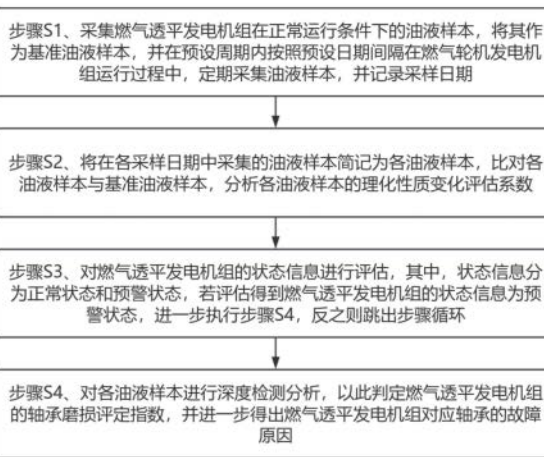 步骤S1、采集燃气透平发电机组在正常运行条件下的油液样本，将其作
为基准油液样本，并在预设周期内按照预设日期间隔在燃气轮机发电机
组运行过程中，定期采集油液样本，并记录采样日期
步骤S2、将在各采样日期中采集的油液样本简记为各油液样本，比对各
油液样本与基准油液样本，分析各油液样本的理化性质变化评估系数
步骤S3、对燃气透平发电机组的状态信息进行评估，其中，状态信息分
为正常状态和预警状态，若评估得到燃气透平发电机组的状态信息为预
警状态，进一步执行步骤S4，反之则跳出步骤循环
步骤S4、对各油液样本进行深度检测分析，以此判定燃气透平发电机组
的轴承磨损评定指数，并进一步得出燃气透平发电机组对应轴承的故障
原因